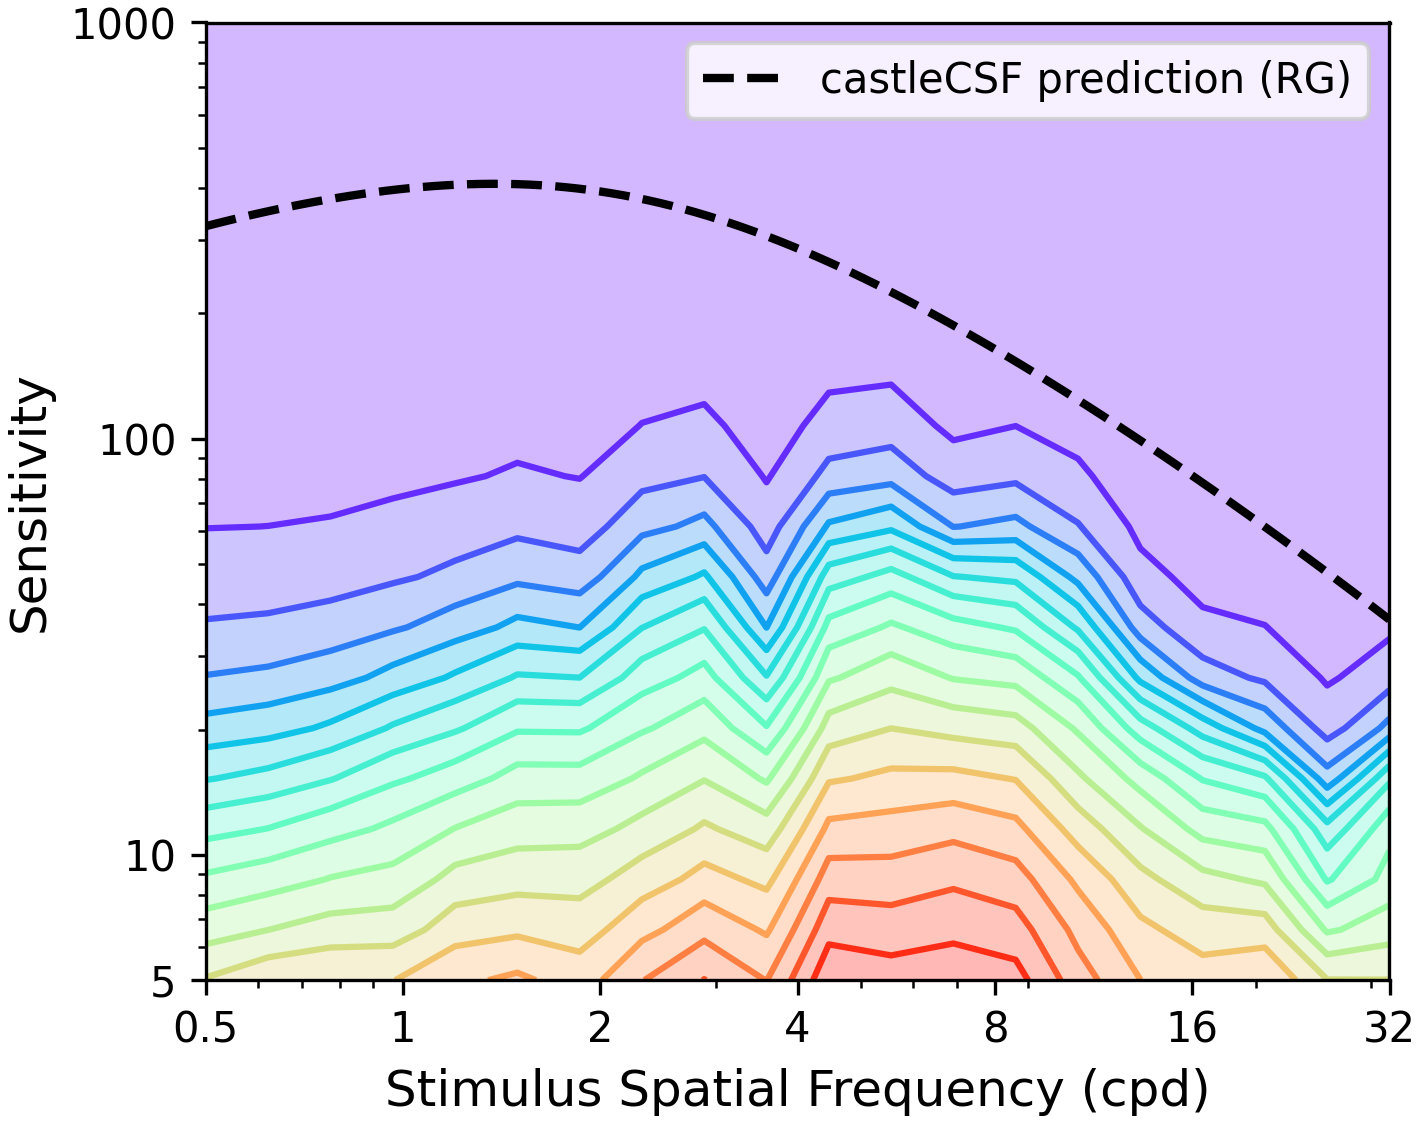 1000
castleCSF prediction (RG)
100
10
5
Sensitivity
0.5 1 2 4 8 16 32
Stimulus Spatial Frequency (cpd)